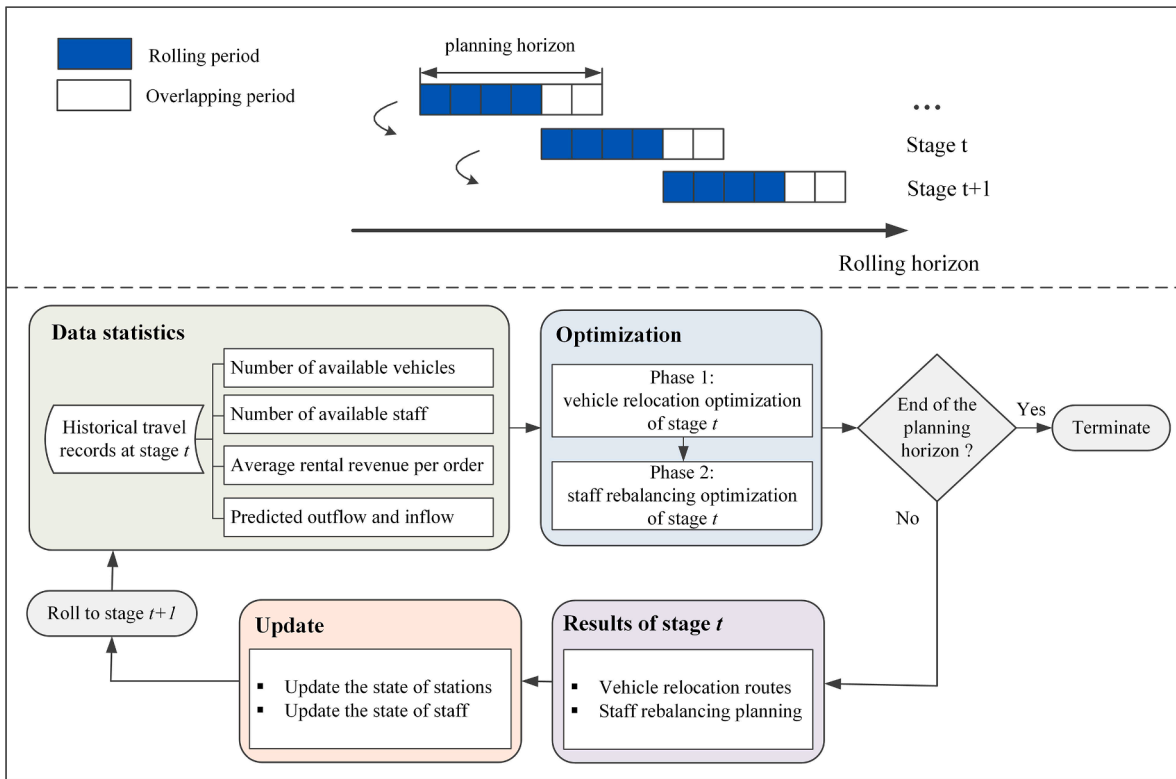 planning horizon
Rolling period
Overlapping period
...
Stage t
Stage t+1
Rolling horizon
Data statistics
Historical travel
records at stage t
Number of available vehicles
Number of available staff
Average rental revenue per order
Predicted outflow and inflow
Optimization
Phase 1:
vehicle relocation optimization
of stage t
Phase 2:
staff rebalancing optimization
of stage t
End of the
planning
horizon ?
Yes
Terminate
No
Results of stage t
▪ Vehicle relocation routes
▪ Staff rebalancing planning
Update
▪ Update the state of stations
▪ Update the state of staff
Roll to stage t+1